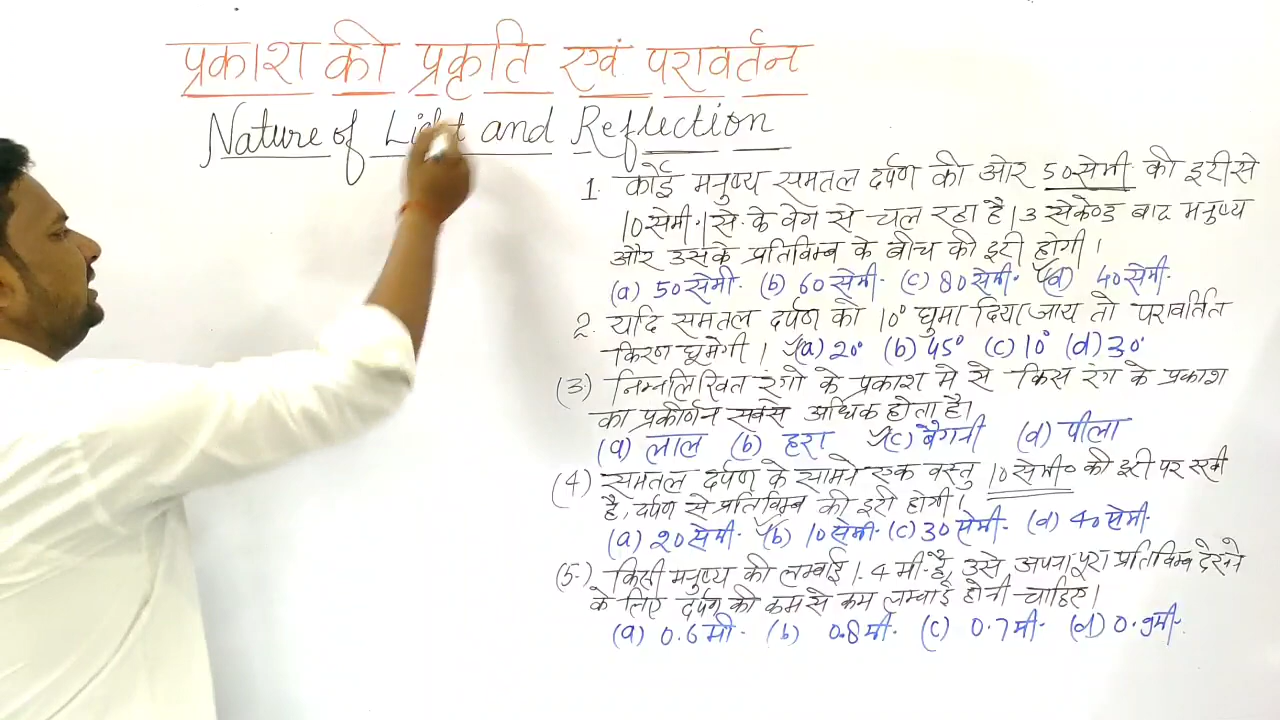 प्रकाश की प्रकृति एवं परावर्तन
Nature of Light and Reflection
1. कोई मनुष्य समतल दर्पण की ओर 50 सेमी. की दूरी से
10 सेमी./से. के वेग से चल रहा है। 3 सेकेण्ड बाद मनुष्य
और उसके प्रतिबिम्ब के बीच की दूरी होगी।
(a) 50 सेमी. (b) 60 सेमी. (c) 80 सेमी. (d) 40 सेमी.
2. यदि समतल दर्पण को 10° घुमा दिया जाय तो परावर्तित
किरण घूमेगी। (a) 20° (b) 45° (c) 10° (d) 30°
(3.) निम्नलिखित रंगो के प्रकाश मे से किस रंग के प्रकाश
का प्रकीर्णन सबसे अधिक होता है।
(a) लाल (b) हरा (c) बैगनी (d) पीला
(4) समतल दर्पण के सामने एक वस्तु 10 सेमी० की दूरी पर रखी
है, दर्पण से प्रतिबिम्ब की दूरी होगी।
(a) 20 सेमी. (b) 10 सेमी. (c) 30 सेमी. (d) 40 सेमी.
(5.) किसी मनुष्य की लम्बाई 1.4 मी. है, उसे अपना पूरा प्रतिबिम्ब देखने
के लिए दर्पण की कम से कम लम्बाई होनी चाहिए।
(a) 0.6 मी. (b) 0.8 मी. (c) 0.7 मी. (d) 0.9 मी.